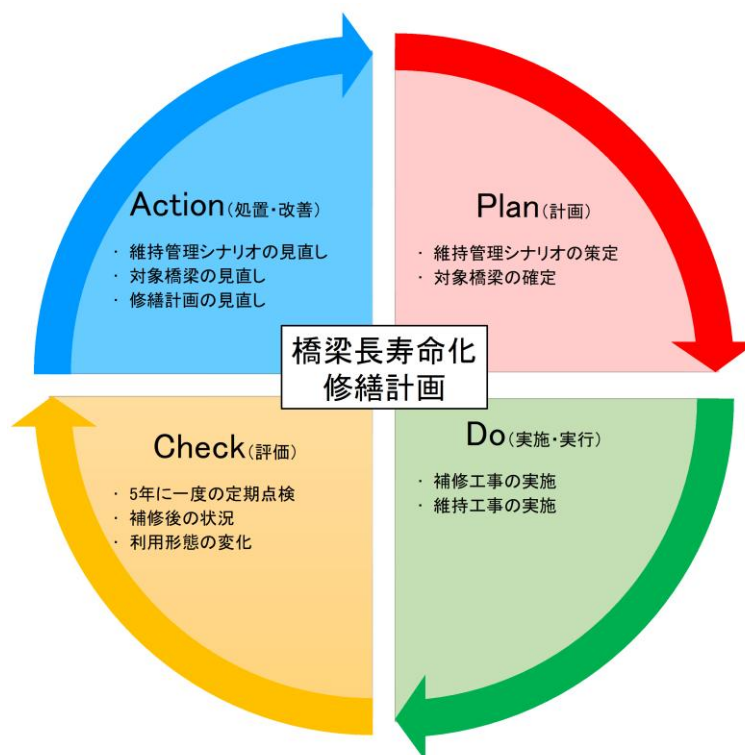 Action(処置・改善)
・ 維持管理シナリオの見直し
・ 対象橋梁の見直し
・ 修繕計画の見直し
Plan(計画)
・ 維持管理シナリオの策定
・ 対象橋梁の確定
橋梁長寿命化
修繕計画
Check(評価)
・ 5年に一度の定期点検
・ 補修後の状況
・ 利用形態の変化
Do(実施・実行)
・ 補修工事の実施
・ 維持工事の実施